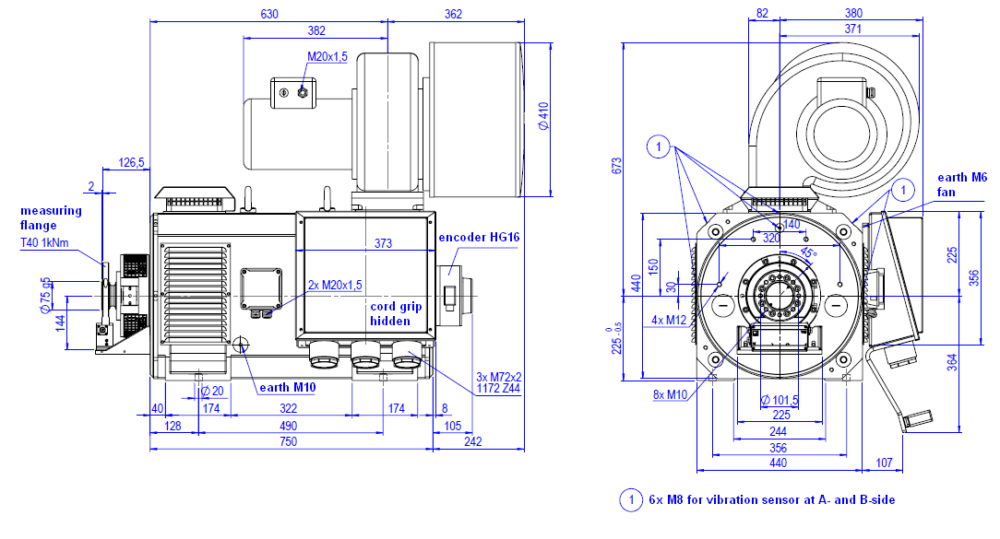 630
362
382
M20x1,5
Ø410
126,5
2
measuring
flange
T40 1kNm
Ø75 g5
144
373
encoder HG16
2x M20x1,5
cord grip
hidden
earth M10
3x M72x2
1172 Z44
Ø20
40
174
322
174
8
128
490
105
750
242
82
380
371
1
673
earth M6
fan
1
140
320
45°
440
150
30
225 0 -0.5
4x M12
8x M10
225
356
364
Ø101,5
225
244
356
440
107
1 6x M8 for vibration sensor at A- and B-side